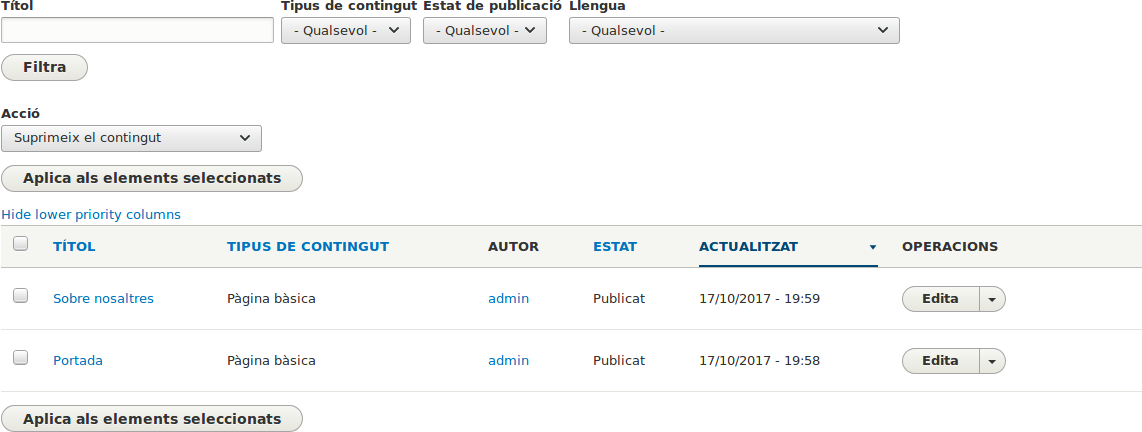 Títol Tipus de contingut Estat de publicació Llengua
- Qualsevol - - Qualsevol - - Qualsevol -
Filtra
Acció
Suprimeix el contingut
Aplica als elements seleccionats
Hide lower priority columns
TÍTOL TIPUS DE CONTINGUT AUTOR ESTAT ACTUALITZAT OPERACIONS
Sobre nosaltres Pàgina bàsica admin Publicat 17/10/2017 - 19:59 Edita
Portada Pàgina bàsica admin Publicat 17/10/2017 - 19:58 Edita
Aplica als elements seleccionats